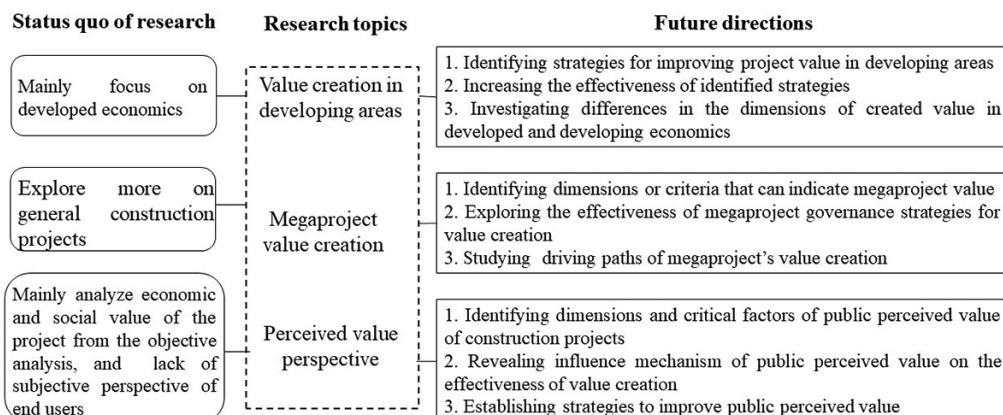 Status quo of research
Research topics
Future directions
Mainly focus on
developed economics
Value creation in
developing areas
1. Identifying strategies for improving project value in developing areas
2. Increasing the effectiveness of identified strategies
3. Investigating differences in the dimensions of created value in
developed and developing economics
Explore more on
general construction
projects
Megaproject
value creation
1. Identifying dimensions or criteria that can indicate megaproject value
2. Exploring the effectiveness of megaproject governance strategies for
value creation
3. Studying driving paths of megaproject's value creation
Mainly analyze economic
and social value of the
project from the objective
analysis, and lack of
subjective perspective of
end users
Perceived value
perspective
1. Identifying dimensions and critical factors of public perceived value
of construction projects
2. Revealing influence mechanism of public perceived value on the
effectiveness of value creation
3. Establishing strategies to improve public perceived value